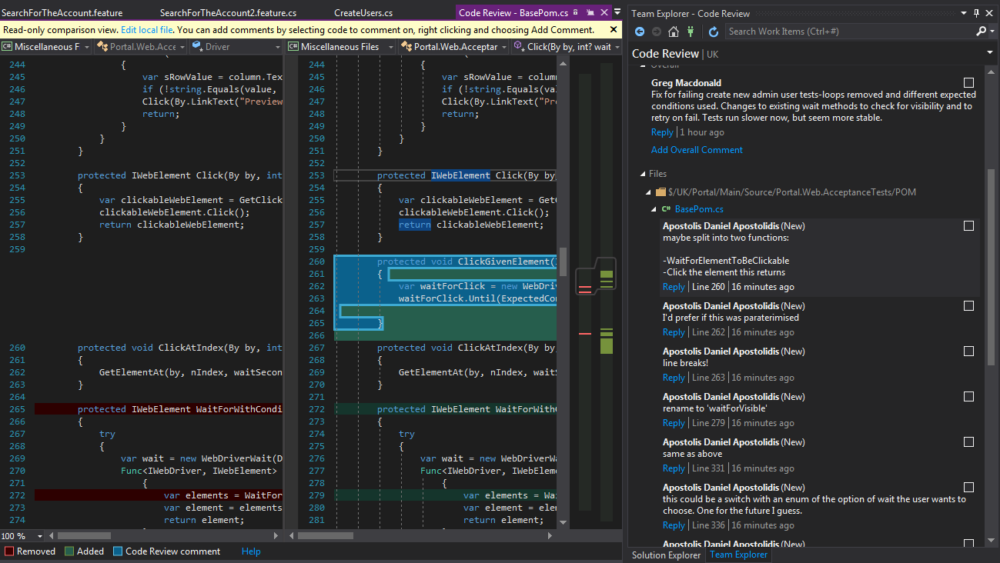 SearchForTheAccount.feature SearchForTheAccount2.feature.cs CreateUsers.cs Code Review - BasePom.cs
Read-only comparison view. Edit local file. You can add comments by selecting code to comment on, right clicking and choosing Add Comment.
Miscellaneous F Portal.Web.Acce Driver Miscellaneous Files Portal.Web.Acceptar Click(By by, int? wait
244 {
245 var sRowValue = column.Tex
246 if (!string.Equals(value,
247 Click(By.LinkText("Preview
248 return;
249 }
250 }
251 }
252
253 protected IWebElement Click(By by, int
254 {
255 var clickableWebElement = GetClick
256 clickableWebElement.Click();
257 return clickableWebElement;
258 }
259
260 protected void ClickAtIndex(By by, int
261 {
262 GetElementAt(by, nIndex, waitSecon
263 }
264
265 protected IWebElement WaitForWithCondi
266 {
267 try
268 {
269 var wait = new WebDriverWait(D
270 Func<IWebDriver, IWebElement>
271 {
272 var elements = WaitFor
273 var element = elements
274 return element;
100 %
244 {
245 var sRowValue = colum
246 if (!string.Equals(va
247 Click(By.LinkText("Pre
248 return;
249 }
250 }
251 }
252
253 protected IWebElement Click(By by
254 {
255 var clickableWebElement = Get
256 clickableWebElement.Click();
257 return clickableWebElement;
258 }
259
260 protected void ClickGivenElement(
261 {
262 var waitForClick = new WebDri
263 waitForClick.Until(ExpectedCo
264
265 }
266
267 protected void ClickAtIndex(By by
268 {
269 GetElementAt(by, nIndex, wait
270 }
271
272 protected IWebElement WaitForWith
273 {
274 try
275 {
276 var wait = new WebDriverWa
277 Func<IWebDriver, IWebEleme
278 {
279 var elements = Wai
280 var element = elem
281 return element;
Removed Added Code Review comment Help
Team Explorer - Code Review
Search Work Items (Ctrl+#)
Code Review | UK
Overall
Greg Macdonald
Fix for failing create new admin user tests-loops removed and different expected
conditions used. Changes to existing wait methods to check for visibility and to
retry on fail. Tests run slower now, but seem more stable.
Reply | 1 hour ago
Add Overall Comment
Files
$/UK/Portal/Main/Source/Portal.Web.AcceptanceTests/POM
C# BasePom.cs
Apostolis Daniel Apostolidis (New)
maybe split into two functions:
-WaitForElementToBeClickable
-Click the element this returns
Reply | Line 260 | 16 minutes ago
Apostolis Daniel Apostolidis (New)
I'd prefer if this was paraterimised
Reply | Line 262 | 16 minutes ago
Apostolis Daniel Apostolidis (New)
line breaks!
Reply | Line 263 | 16 minutes ago
Apostolis Daniel Apostolidis (New)
rename to 'waitForVisible'
Reply | Line 279 | 16 minutes ago
Apostolis Daniel Apostolidis (New)
same as above
Reply | Line 331 | 16 minutes ago
Apostolis Daniel Apostolidis (New)
this could be a switch with an enum of the option of wait the user wants to
choose. One for the future I guess.
Reply | Line 336 | 16 minutes ago
Apostolis Daniel Apostolidis (New)
Solution Explorer Team Explorer